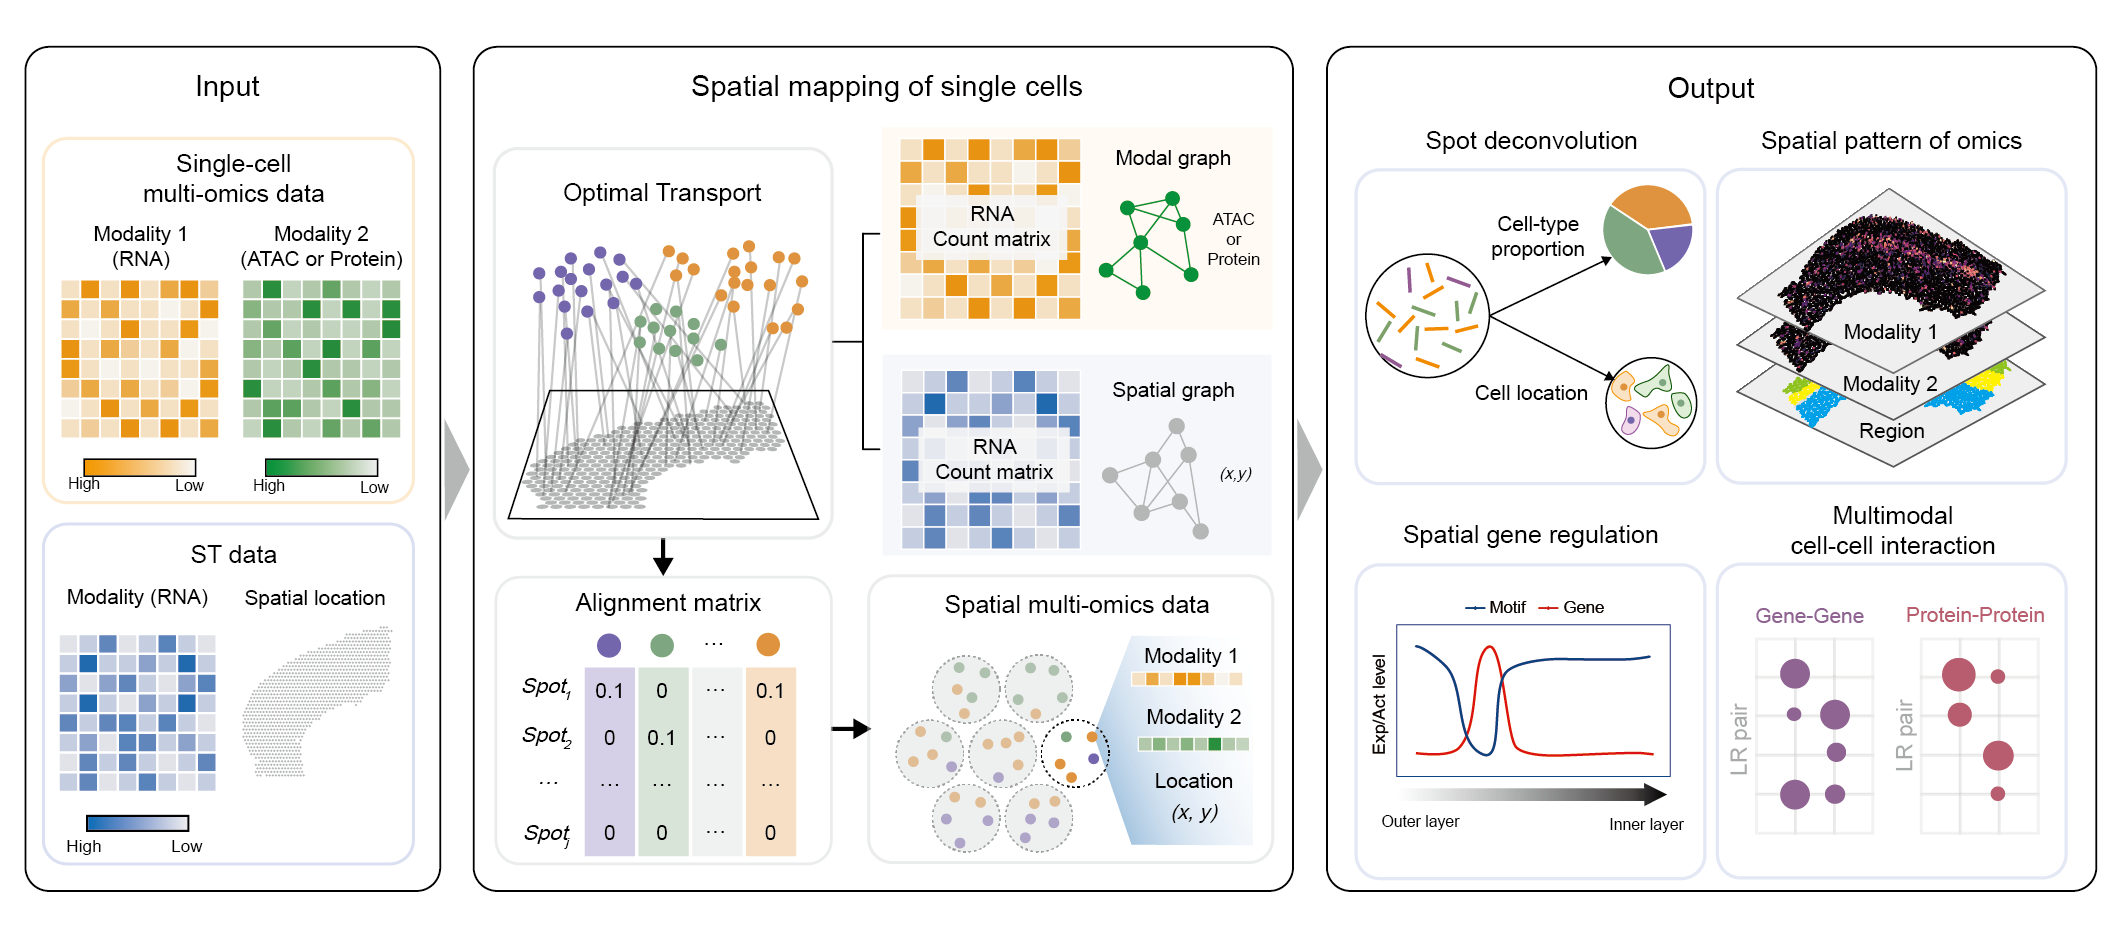 Input
Single-cell
multi-omics data
Modality 1
(RNA)
Modality 2
(ATAC or Protein)
High
Low
High
Low
ST data
Modality (RNA)
Spatial location
High
Low
Spatial mapping of single cells
Optimal Transport
RNA
Count matrix
Modal graph
ATAC
or
Protein
RNA
Count matrix
Spatial graph
(x,y)
Alignment matrix
...
Spot1 0.1 0 ... 0.1
Spot2 0 0.1 ... 0
... ... ... ... ...
Spotj 0 0 ... 0
Spatial multi-omics data
Modality 1
Modality 2
Location
(x, y)
Output
Spot deconvolution
Cell-type
proportion
Cell location
Spatial pattern of omics
Modality 1
Modality 2
Region
Spatial gene regulation
Motif Gene
Exp/Act level
Outer layer
Inner layer
Multimodal
cell-cell interaction
Gene-Gene
LR pair
Protein-Protein
LR pair